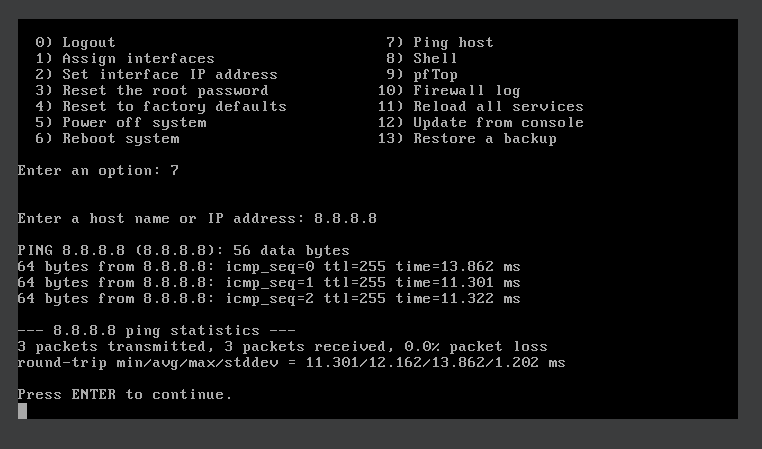 0) Logout                              7) Ping host
1) Assign interfaces                   8) Shell
2) Set interface IP address            9) pfTop
3) Reset the root password            10) Firewall log
4) Reset to factory defaults          11) Reload all services
5) Power off system                   12) Update from console
6) Reboot system                      13) Restore a backup
Enter an option: 7
Enter a host name or IP address: 8.8.8.8
PING 8.8.8.8 (8.8.8.8): 56 data bytes
64 bytes from 8.8.8.8: icmp_seq=0 ttl=255 time=13.862 ms
64 bytes from 8.8.8.8: icmp_seq=1 ttl=255 time=11.301 ms
64 bytes from 8.8.8.8: icmp_seq=2 ttl=255 time=11.322 ms
--- 8.8.8.8 ping statistics ---
3 packets transmitted, 3 packets received, 0.0% packet loss
round-trip min/avg/max/stddev = 11.301/12.162/13.862/1.202 ms
Press ENTER to continue.